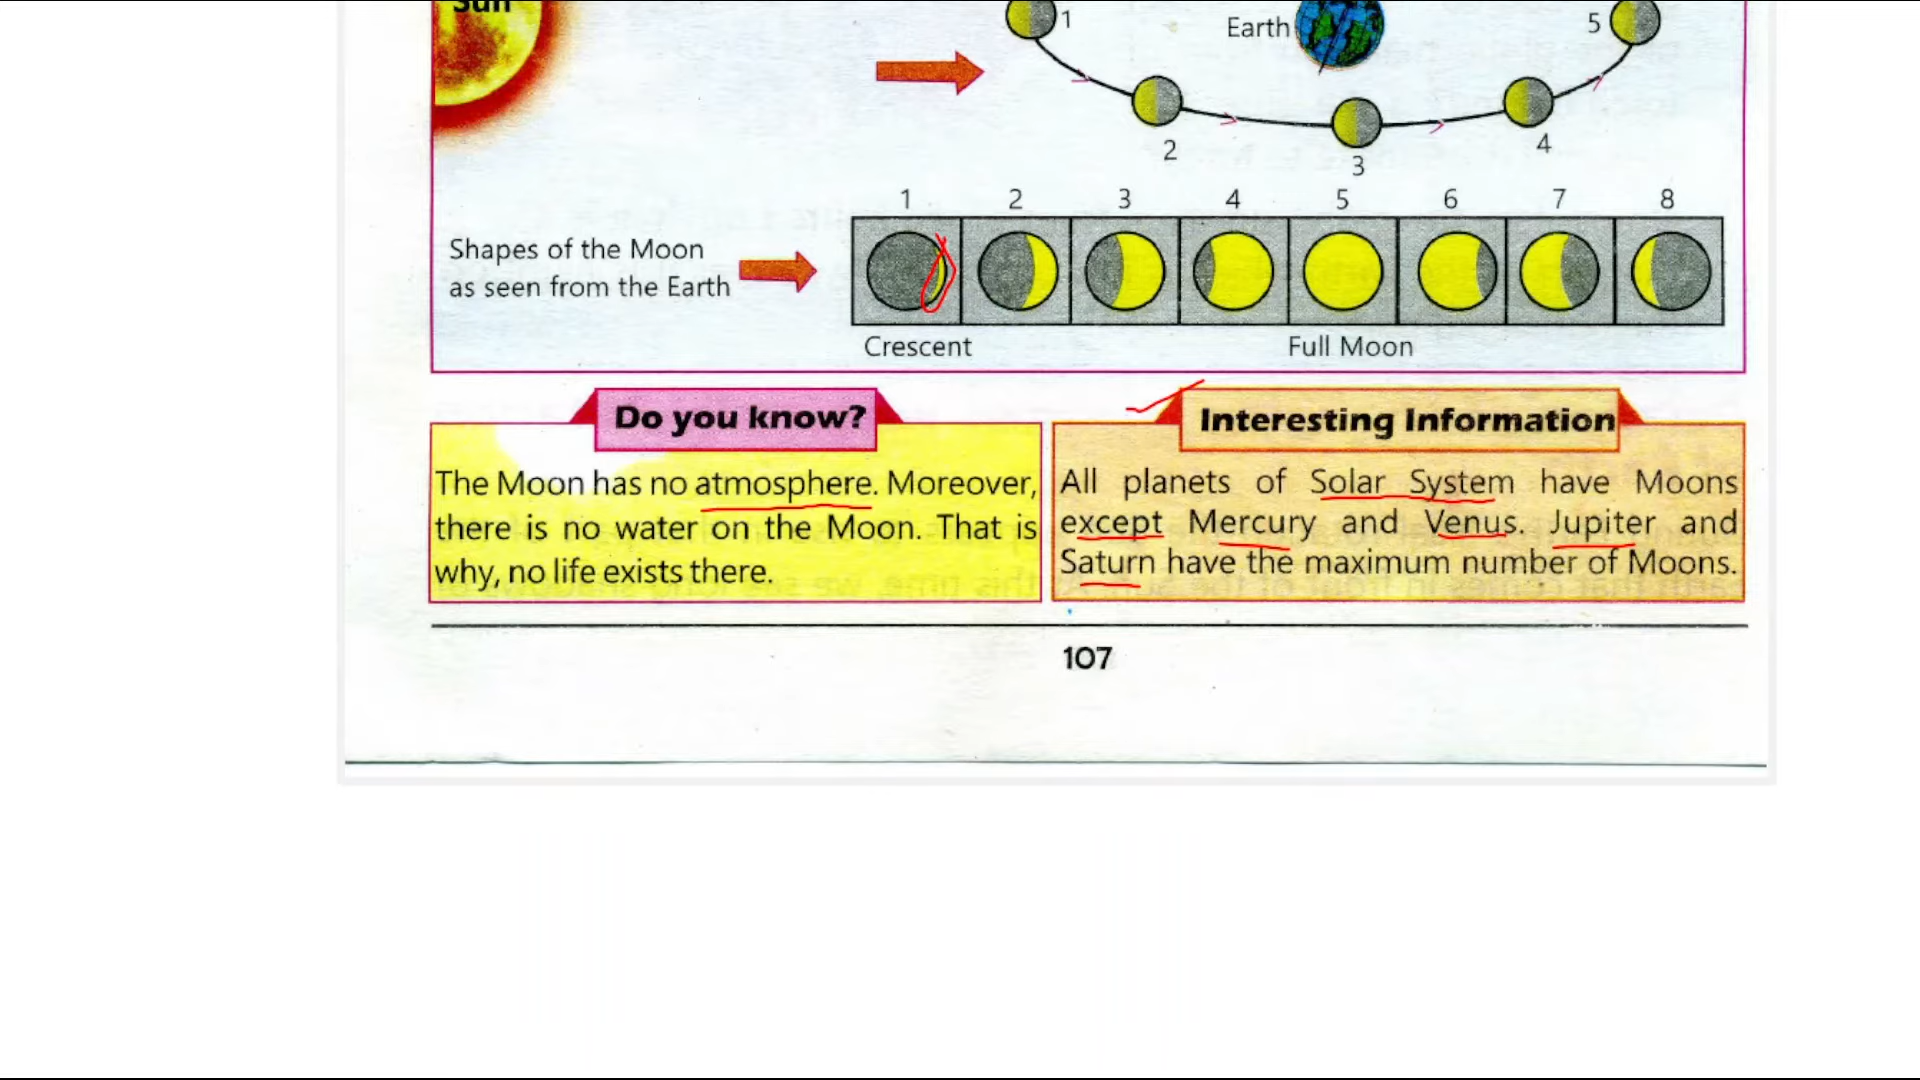 Sun
1
Earth
5
2
3
4
1 2 3 4 5 6 7 8
Shapes of the Moon
as seen from the Earth
Crescent
Full Moon
Do you know?
The Moon has no atmosphere. Moreover,
there is no water on the Moon. That is
why, no life exists there.
Interesting Information
All planets of Solar System have Moons
except Mercury and Venus. Jupiter and
Saturn have the maximum number of Moons.
107